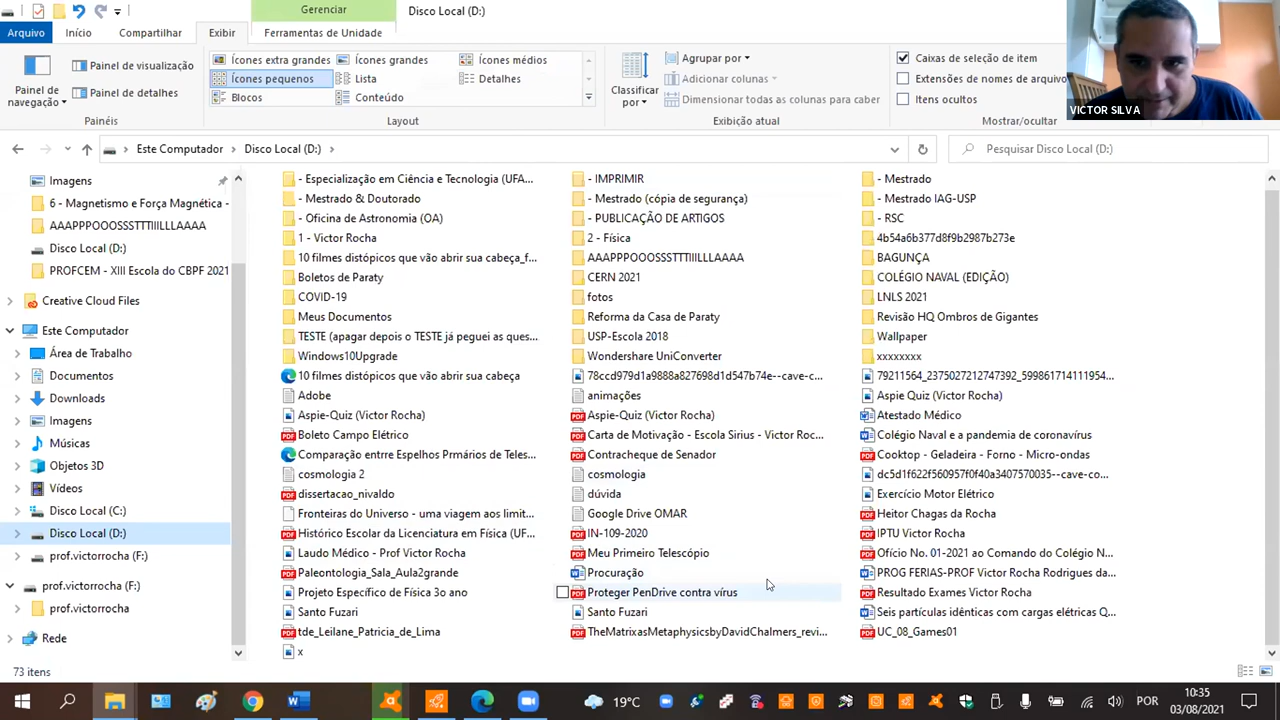 Gerenciar
Disco Local (D:)
Arquivo
Início
Compartilhar
Exibir
Ferramentas de Unidade
Painel de navegação
Painel de visualização
Painel de detalhes
Painéis
Ícones extra grandes
Ícones grandes
Ícones médios
Ícones pequenos
Lista
Detalhes
Blocos
Conteúdo
Layout
Classificar por
Agrupar por
Adicionar colunas
Dimensionar todas as colunas para caber
Exibição atual
Caixas de seleção de item
Extensões de nomes de arquivo
Itens ocultos
Mostrar/ocultar
VICTOR SILVA
Este Computador
Disco Local (D:)
Pesquisar Disco Local (D:)
Imagens
6 - Magnetismo e Força Magnética -
AAAPPPOOOSSSTTTIIILLLAAAA
Disco Local (D:)
PROFCEM - XIII Escola do CBPF 2021
Creative Cloud Files
Este Computador
Área de Trabalho
Documentos
Downloads
Imagens
Músicas
Objetos 3D
Vídeos
Disco Local (C:)
Disco Local (D:)
prof.victorrocha (F:)
prof.victorrocha (F:)
prof.victorrocha
Rede
- Especialização em Ciência e Tecnologia (UFA...
- IMPRIMIR
- Mestrado
- Mestrado & Doutorado
- Mestrado (cópia de segurança)
- Mestrado IAG-USP
- Oficina de Astronomia (OA)
- PUBLICAÇÃO DE ARTIGOS
- RSC
1 - Victor Rocha
2 - Física
4b54a6b377d8f9b2987b273e
10 filmes distópicos que vão abrir sua cabeça_f...
AAAPPPOOOSSSTTTIIILLLAAAA
BAGUNÇA
Boletos de Paraty
CERN 2021
COLÉGIO NAVAL (EDIÇÃO)
COVID-19
fotos
LNLS 2021
Meus Documentos
Reforma da Casa de Paraty
Revisão HQ Ombros de Gigantes
TESTE (apagar depois o TESTE já peguei as ques...
USP-Escola 2018
Wallpaper
Windows10Upgrade
Wondershare UniConverter
xxxxxxxx
10 filmes distópicos que vão abrir sua cabeça
78ccd979d1a9888a827698d1d547b74e--cave-c...
79211564_2375027212747392_599861714111954...
Adobe
animações
Aspie Quiz (Victor Rocha)
Aspie-Quiz (Victor Rocha)
Aspie-Quiz (Victor Rocha)
Atestado Médico
Boleto Campo Elétrico
Carta de Motivação - Escola Sirius - Victor Roc...
Colégio Naval e a pandemia de coronavírus
Comparação entrre Espelhos Prmários de Teles...
Contracheque de Senador
Cooktop - Geladeira - Forno - Micro-ondas
cosmologia 2
cosmologia
dc5d1f622f560957f0f40a3407570035--cave-co...
dissertacao_nivaldo
dúvida
Exercício Motor Elétrico
Fronteiras do Universo - uma viagem aos limit...
Google Drive OMAR
Heitor Chagas da Rocha
Histórico Escolar da Licenciatura em Física (UF...
IN-109-2020
IPTU Victor Rocha
Laudo Médico - Prof Victor Rocha
Meu Primeiro Telescópio
Ofício No. 01-2021 ao Comando do Colégio N...
Paleontologia_Sala_Aula2grande
Procuração
PROG FERIAS-PROF Victor Rocha Rodrigues da...
Projeto Específico de Física 3o ano
Proteger PenDrive contra vírus
Resultado Exames Victor Rocha
Santo Fuzari
Santo Fuzari
Seis partículas idênticas com cargas elétricas Q...
tde_Leilane_Patricia_de_Lima
TheMatrixasMetaphysicsbyDavidChalmers_revi...
UC_08_Games01
x
73 itens
19°C
POR
10:35
03/08/2021